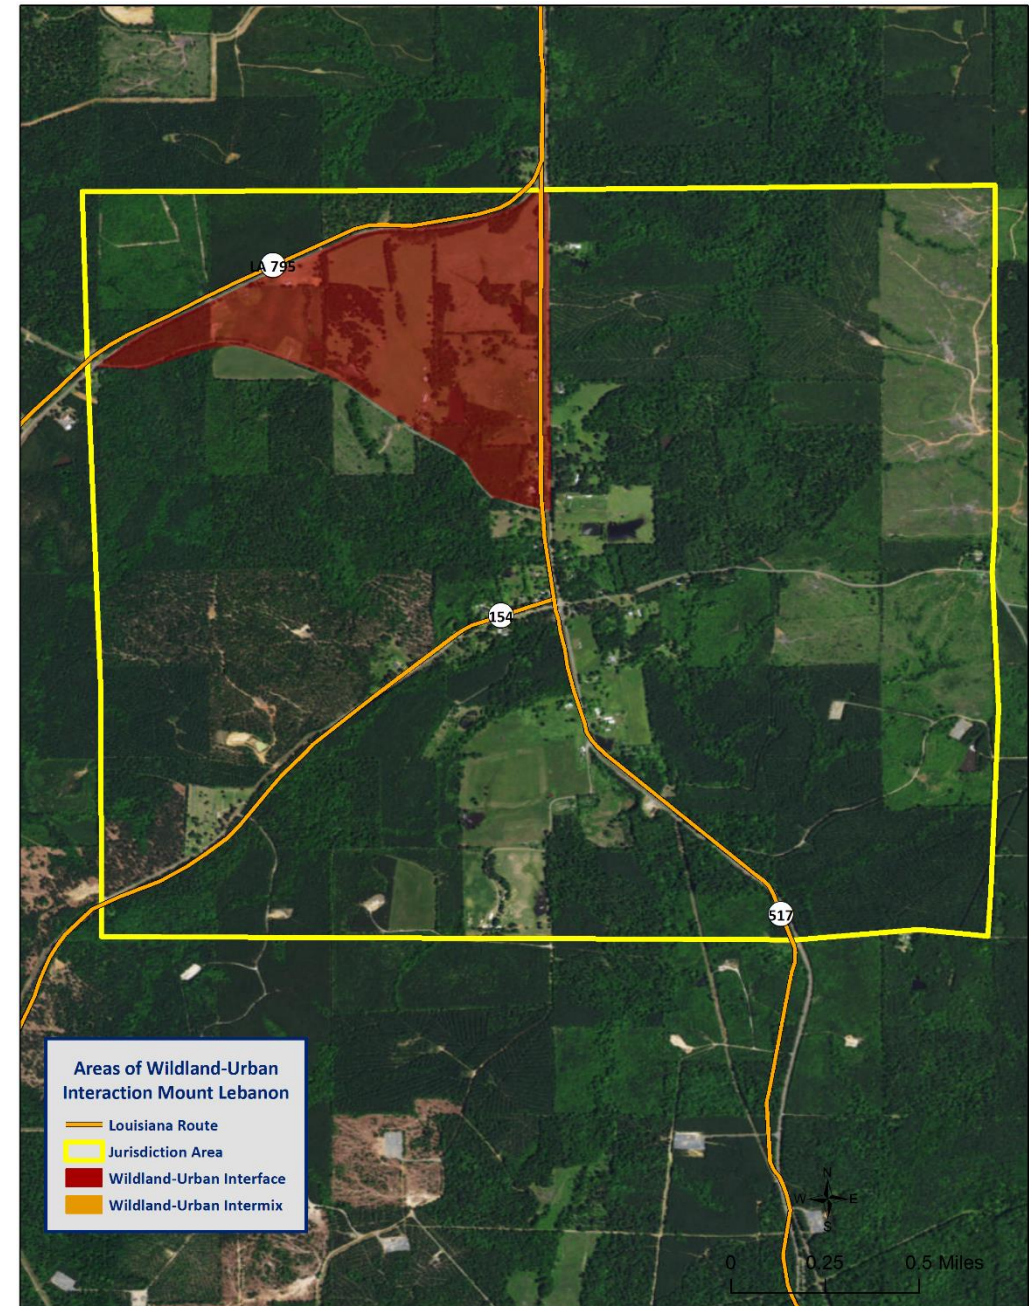 LA 795
154
517
Areas of Wildland-Urban
Interaction Mount Lebanon
Louisiana Route
Jurisdiction Area
Wildland-Urban Interface
Wildland-Urban Intermix
N
W E
S
0 0.25 0.5 Miles